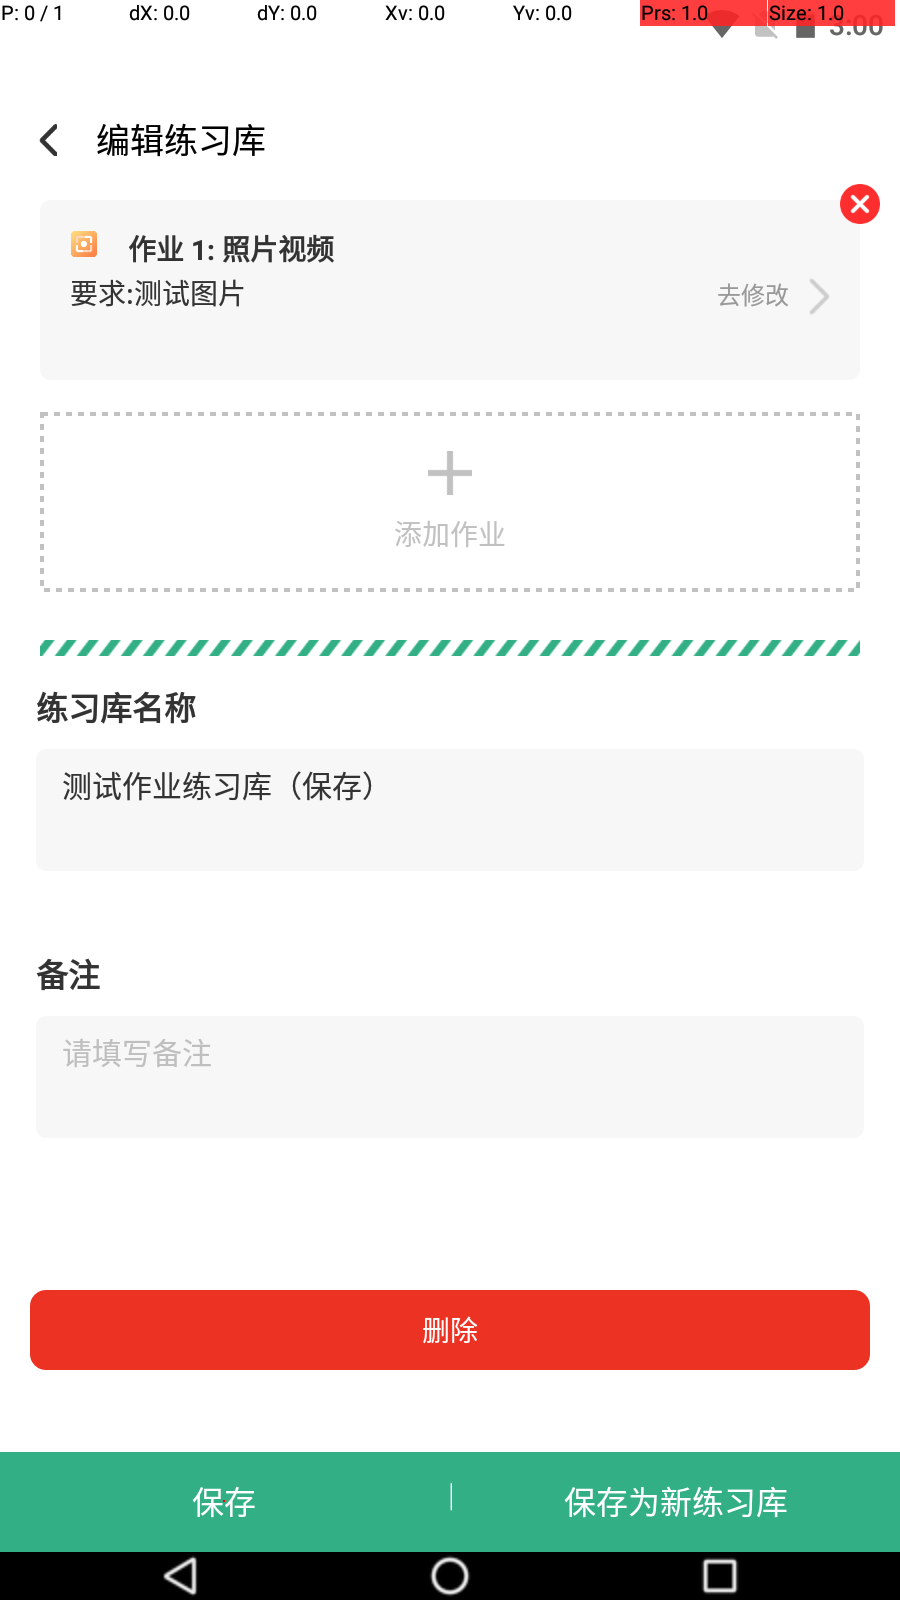 P: 0 / 1 dX: 0.0 dY: 0.0 Xv: 0.0 Yv: 0.0 Prs: 1.0 Size: 1.0
3:00
编辑练习库
作业 1: 照片视频
要求:测试图片
去修改
添加作业
练习库名称
测试作业练习库（保存）
备注
请填写备注
删除
保存
保存为新练习库